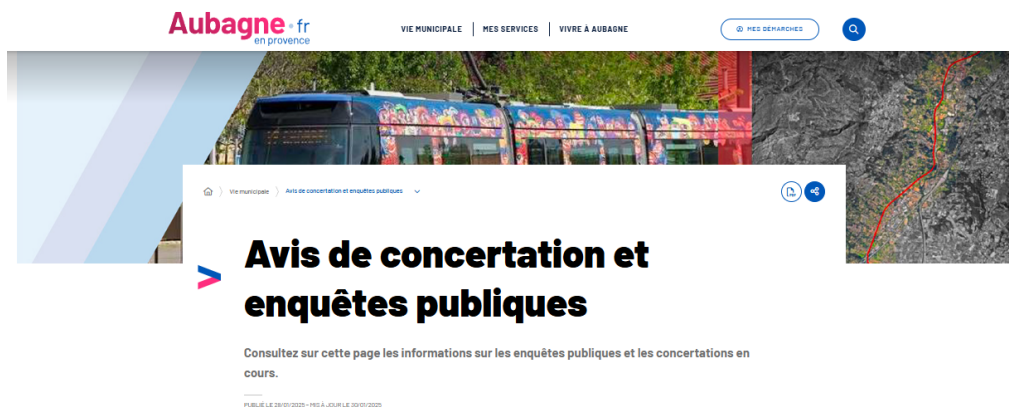 Aubagne•fr
en provence
VIE MUNICIPALE
MES SERVICES
VIVRE À AUBAGNE
MES DÉMARCHES
Vie municipale
Avis de concertation et enquêtes publiques
Avis de concertation et
enquêtes publiques
Consultez sur cette page les informations sur les enquêtes publiques et les concertations en
cours.
PUBLIÉ LE 28/01/2025 - MIS À JOUR LE 30/01/2025